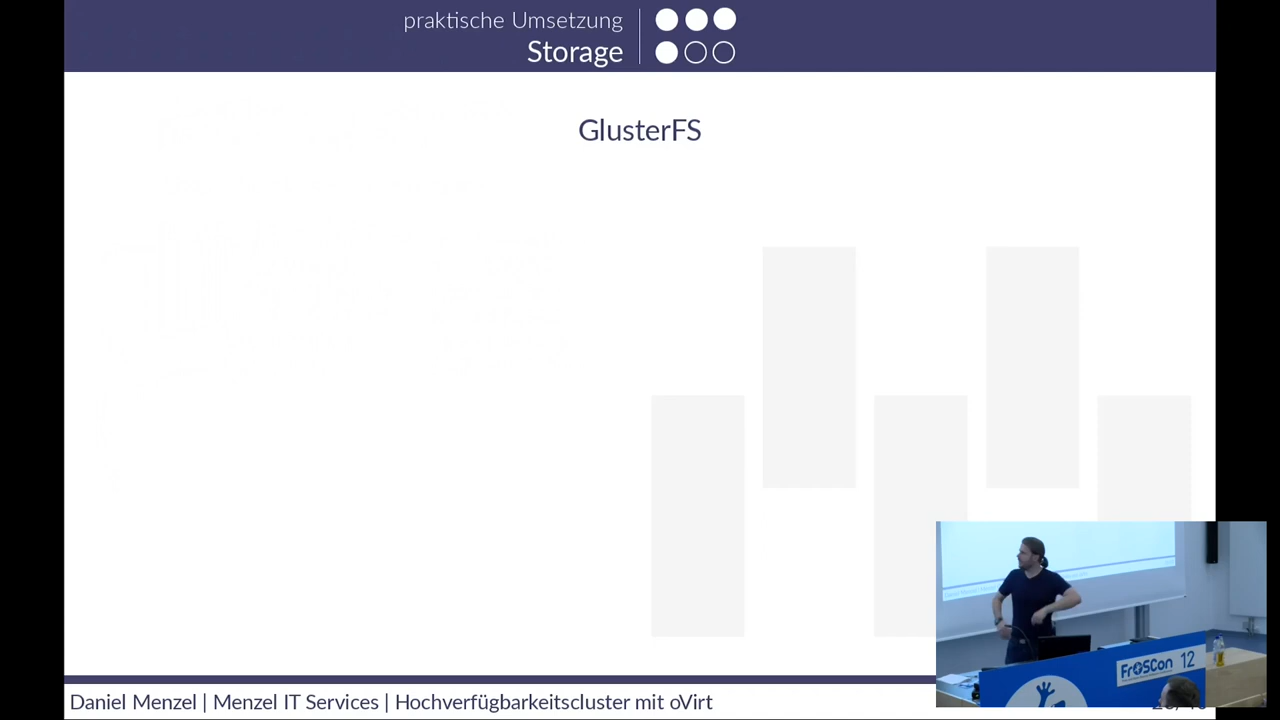 praktische Umsetzung
Storage
GlusterFS
Daniel Menzel | Menzel IT Services | Hochverfügbarkeitscluster mit oVirt
FrOSCon 12